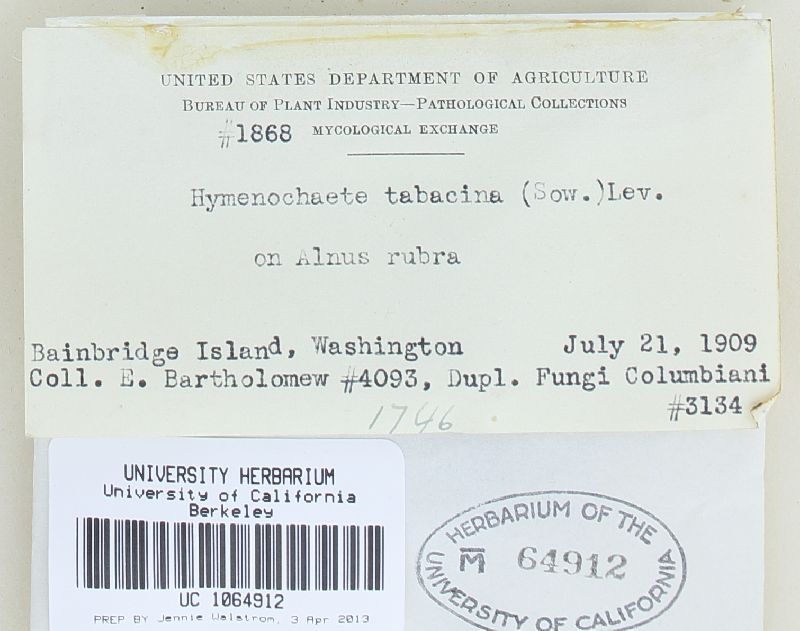 UNITED STATES DEPARTMENT OF AGRICULTURE
BUREAU OF PLANT INDUSTRY—PATHOLOGICAL COLLECTIONS
#1868 MYCOLOGICAL EXCHANGE
Hymenochaete tabacina (Sow.)Lev.
on Alnus rubra
Bainbridge Island, Washington July 21, 1909
Coll. E. Bartholomew #4093, Dupl. Fungi Columbiani
#3134
1746
UNIVERSITY HERBARIUM
University of California
Berkeley
UC 1064912
PREP BY Jennie Walstrom, 3 Apr 2013
HERBARIUM OF THE
M 64912
UNIVERSITY OF CALIFORNIA